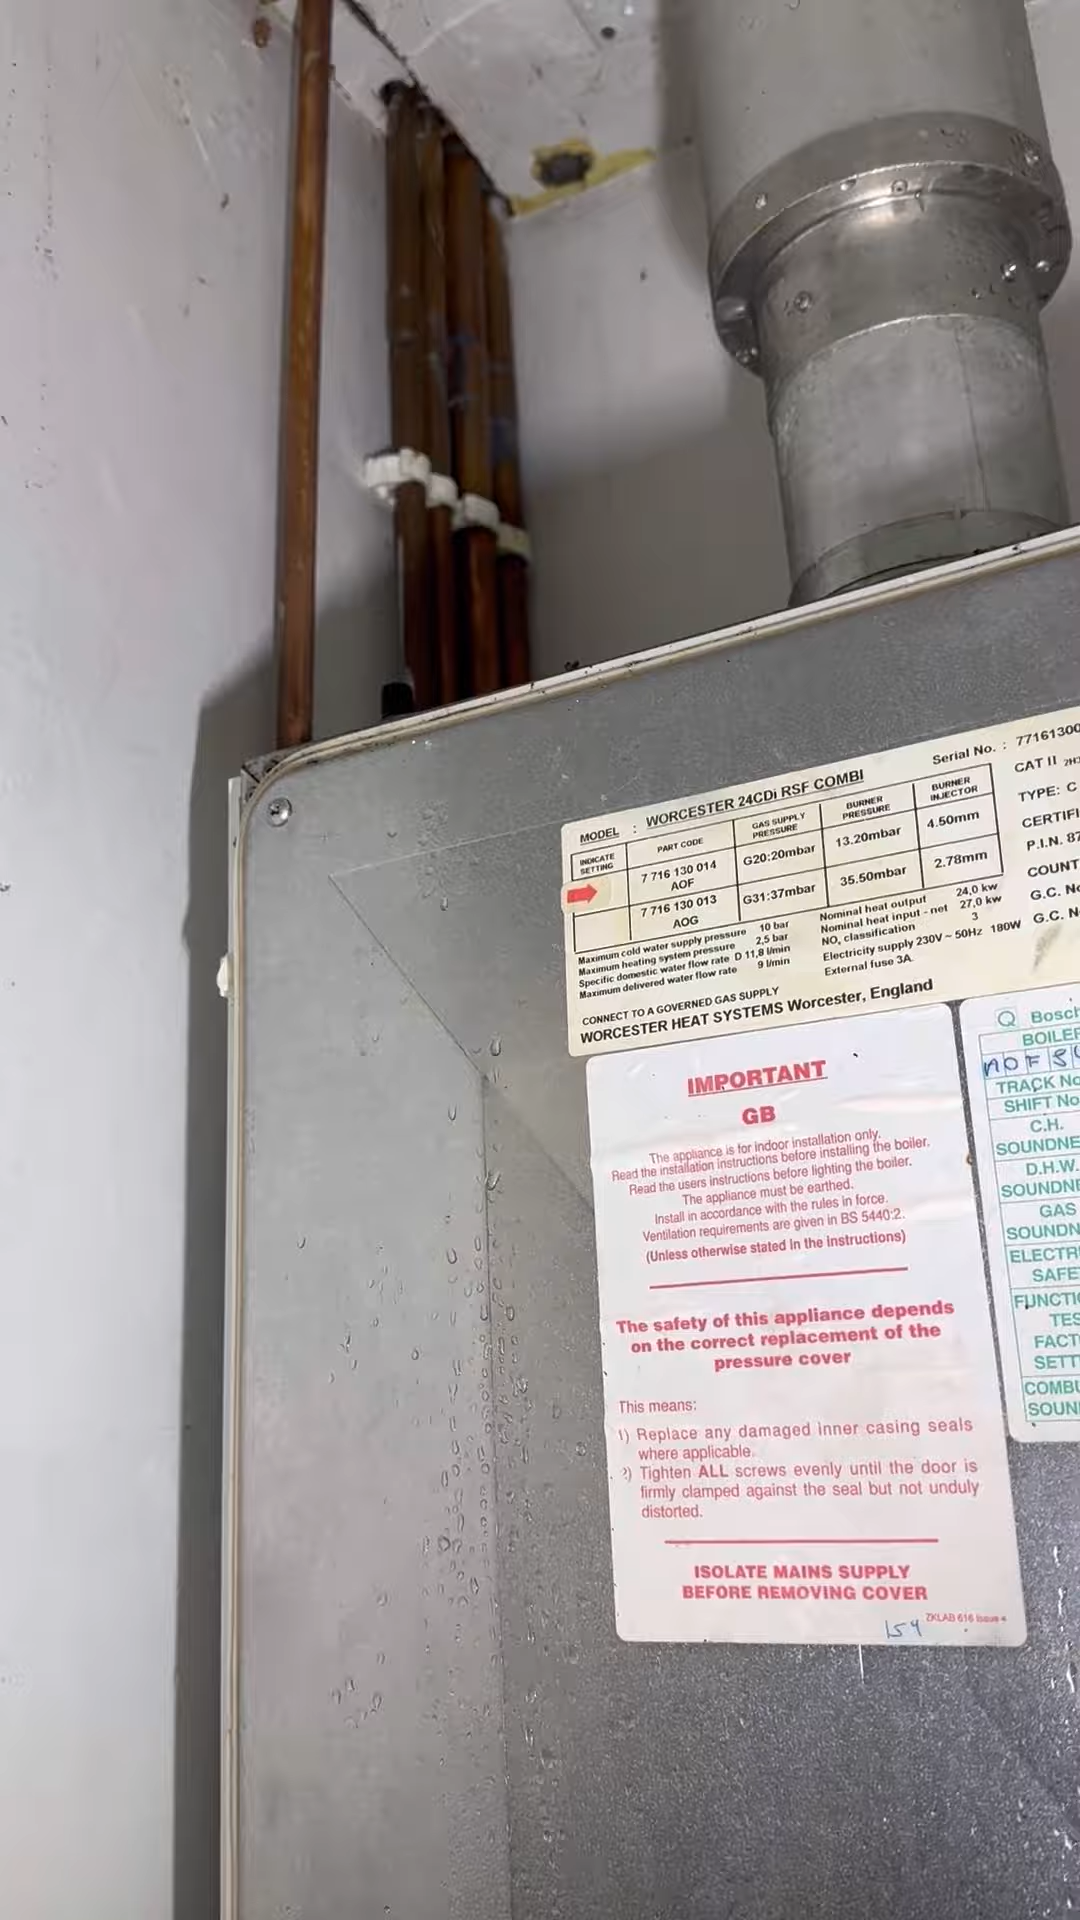 Serial No. : 77161300
MODEL : WORCESTER 24CDi RSF COMBI
CAT II 2H3
INDICATE SETTING
PART CODE
GAS SUPPLY PRESSURE
BURNER PRESSURE
BURNER INJECTOR
TYPE: C
7 716 130 014 AOF
G20:20mbar
13.20mbar
4.50mm
CERTIFI
7 716 130 013 AOG
G31:37mbar
35.50mbar
2.78mm
P.I.N. 87
COUNT
G.C. No
G.C. N
Maximum cold water supply pressure 10 bar
Maximum heating system pressure 2,5 bar
Specific domestic water flow rate D 11,8 l/min
Maximum delivered water flow rate 9 l/min
Nominal heat output 24,0 kw
Nominal heat input - net 27,0 kw
NO, classification 3
Electricity supply 230V ~ 50Hz 180W
External fuse 3A
CONNECT TO A GOVERNED GAS SUPPLY
WORCESTER HEAT SYSTEMS Worcester, England
IMPORTANT
GB
The appliance is for indoor installation only.
Read the installation instructions before installing the boiler.
Read the users instructions before lighting the boiler.
The appliance must be earthed.
Install in accordance with the rules in force.
Ventilation requirements are given in BS 5440:2.
(Unless otherwise stated in the instructions)
The safety of this appliance depends
on the correct replacement of the
pressure cover
This means:
1) Replace any damaged inner casing seals
where applicable.
2) Tighten ALL screws evenly until the door is
firmly clamped against the seal but not unduly
distorted.
ISOLATE MAINS SUPPLY
BEFORE REMOVING COVER
ZKLAB 616 Issue 4
154
Bosch
BOILER
AOF
TRACK No
SHIFT No
C.H.
SOUNDNE
D.H.W.
SOUNDNE
GAS
SOUNDN
ELECTRI
SAFE
FUNCTIO
TES
FACT
SETT
COMBU
SOUN